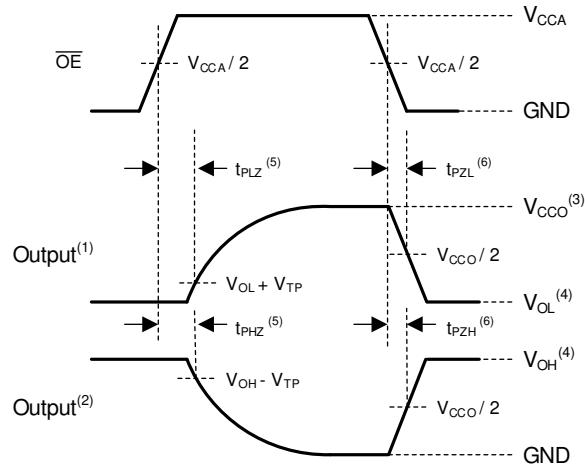 V_CCA
OE
V_CCA / 2
V_CCA / 2
GND
t_PLZ (5)
t_PZL (6)
V_CCO (3)
Output(1)
V_CCO / 2
V_OL + V_TP
V_OL (4)
t_PHZ (5)
t_PZH (6)
V_OH (4)
V_OH - V_TP
Output(2)
V_CCO / 2
GND